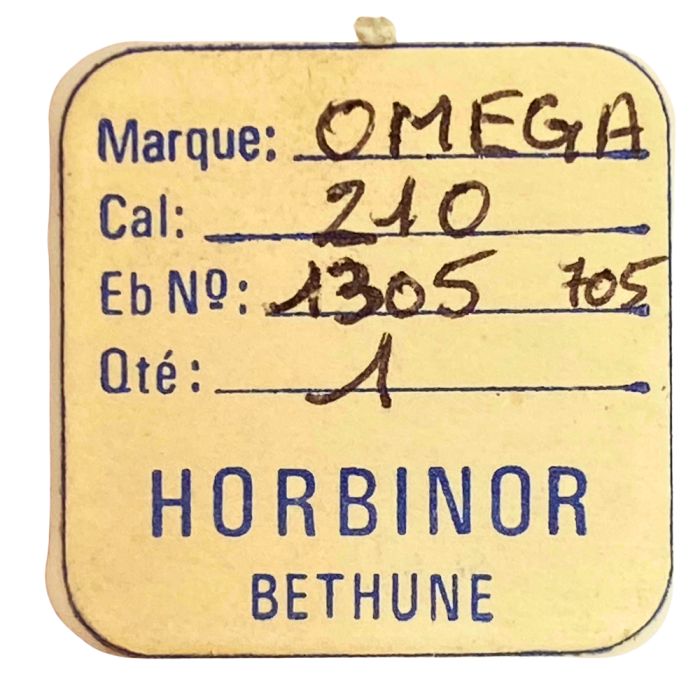 Marque: OMEGA
Cal: 210
Eb Nº: 1305 705
Qté: 1
HORBINOR
BETHUNE